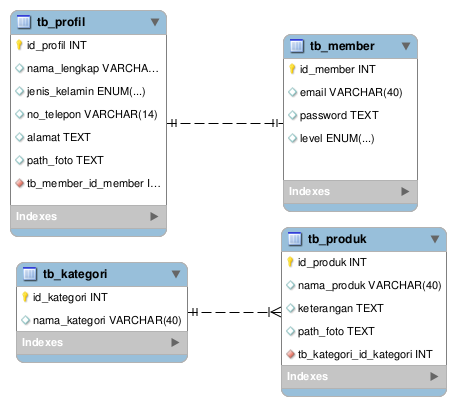 tb_profil
id_profil INT
nama_lengkap VARCHA...
jenis_kelamin ENUM(...)
no_telepon VARCHAR(14)
alamat TEXT
path_foto TEXT
tb_member_id_member I...
Indexes
tb_member
id_member INT
email VARCHAR(40)
password TEXT
level ENUM(...)
Indexes
tb_kategori
id_kategori INT
nama_kategori VARCHAR(40)
Indexes
tb_produk
id_produk INT
nama_produk VARCHAR(40)
keterangan TEXT
path_foto TEXT
tb_kategori_id_kategori INT
Indexes